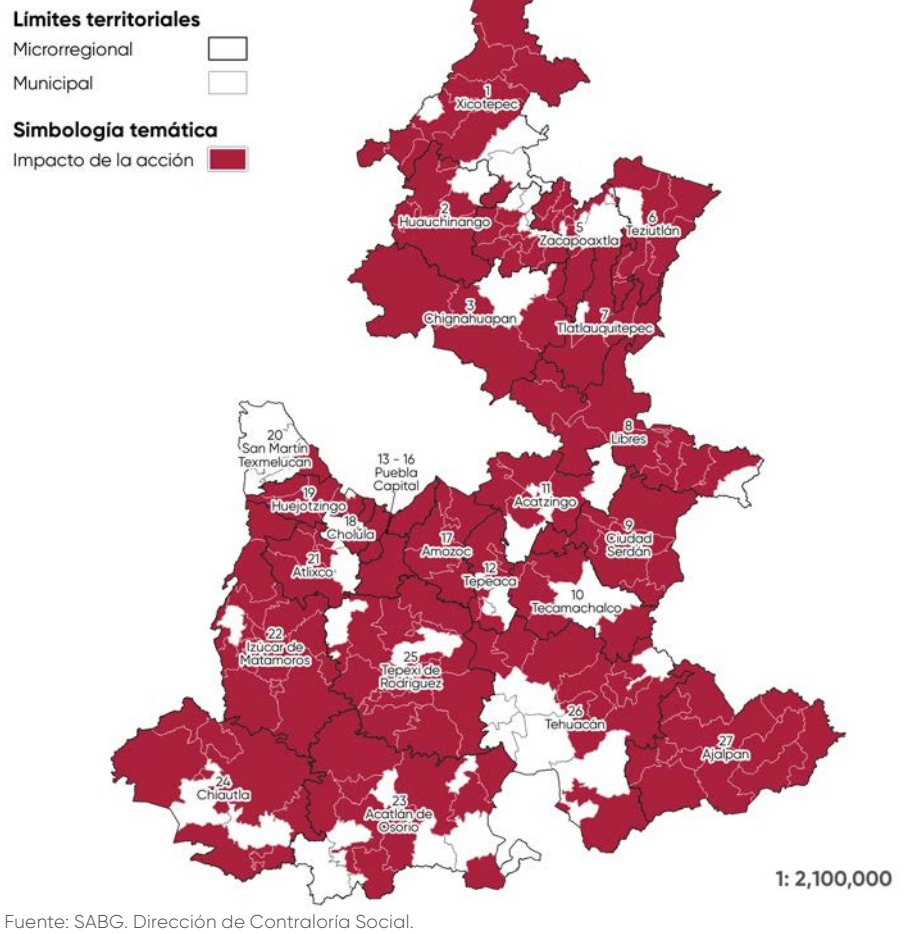 Límites territoriales
Microrregional
Municipal
Simbología temática
Impacto de la acción
1
Xicotepec
2
Huauchinango
5
Zacapoaxtla
6
Teziutlán
3
Chignahuapan
7
Tlatlauquitepec
8
Libres
20
San Martín
Texmelucan
13 - 16
Puebla
Capital
19
Huejotzingo
18
Cholula
11
Acatzingo
9
Ciudad
Serdán
17
Amozoc
21
Atlixco
12
Tepeaca
10
Tecamachalco
22
Izúcar de
Matamoros
25
Tepexi de
Rodríguez
26
Tehuacán
27
Ajalpan
24
Chiautla
23
Acatlán de
Osorio
1: 2,100,000
Fuente: SABG. Dirección de Contraloría Social.